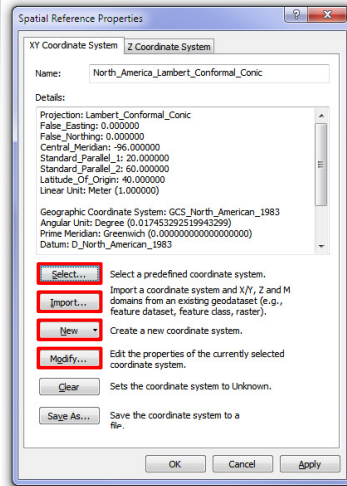 Spatial Reference Properties
XY Coordinate System Z Coordinate System
Name: North_America_Lambert_Conformal_Conic
Details:
Projection: Lambert_Conformal_Conic
False_Easting: 0.000000
False_Northing: 0.000000
Central_Meridian: -96.000000
Standard_Parallel_1: 20.000000
Standard_Parallel_2: 60.000000
Latitude_Of_Origin: 40.000000
Linear Unit: Meter (1.000000)
Geographic Coordinate System: GCS_North_American_1983
Angular Unit: Degree (0.017453292519943299)
Prime Meridian: Greenwich (0.000000000000000000)
Datum: D_North_American_1983
Select... Select a predefined coordinate system.
Import a coordinate system and X/Y, Z and M
Import... domains from an existing geodataset (e.g.,
feature dataset, feature class, raster).
New Create a new coordinate system.
Modify... Edit the properties of the currently selected
coordinate system.
Clear Sets the coordinate system to Unknown.
Save As... Save the coordinate system to a
file.
OK Cancel Apply